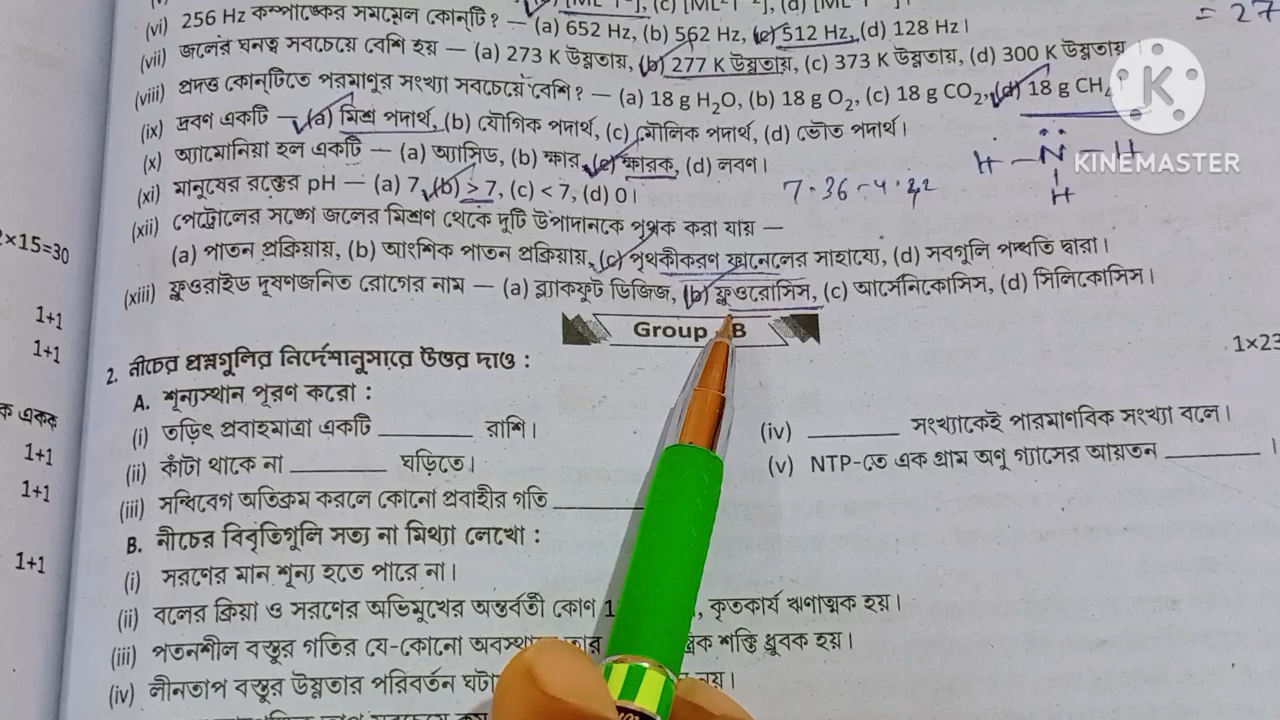 (vi) 256 Hz কম্পাঙ্কের সমমেল কোন্‌টি? — (a) 652 Hz, (b) 562 Hz, (c) 512 Hz, (d) 128 Hz।
= 27
(vii) জলের ঘনত্ব সবচেয়ে বেশি হয় — (a) 273 K উষ্ণতায়, (b) 277 K উষ্ণতায়, (c) 373 K উষ্ণতায়, (d) 300 K উষ্ণতায়
(viii) প্রদত্ত কোন্‌টিতে পরমাণুর সংখ্যা সবচেয়ে বেশি? — (a) 18 g H₂O, (b) 18 g O₂, (c) 18 g CO₂, (d) 18 g CH₄
(ix) দ্রবণ একটি — (a) মিশ্র পদার্থ, (b) যৌগিক পদার্থ, (c) মৌলিক পদার্থ, (d) ভৌত পদার্থ।
(x) অ্যামোনিয়া হল একটি — (a) অ্যাসিড, (b) ক্ষার, (c) ক্ষারক, (d) লবণ।
H — N — H
H
KINEMASTER
(xi) মানুষের রক্তের pH — (a) 7, (b) > 7, (c) < 7, (d) 0।
(xii) পেট্রোলের সঙ্গে জলের মিশ্রণ থেকে দুটি উপাদানকে পৃথক করা যায় —
2×15=30
(a) পাতন প্রক্রিয়ায়, (b) আংশিক পাতন প্রক্রিয়ায়, (c) পৃথকীকরণ ফানেলের সাহায্যে, (d) সবগুলি পদ্ধতি দ্বারা।
(xiii) ফ্লুওরাইড দূষণজনিত রোগের নাম — (a) ব্ল্যাকফুট ডিজিজ, (b) ফ্লুওরোসিস, (c) আর্সেনিকোসিস, (d) সিলিকোসিস।
1+1
Group B
1+1
1×23
2. নীচের প্রশ্নগুলির নির্দেশানুসারে উত্তর দাও :
A. শূন্যস্থান পূরণ করো :
ক একক
(i) তড়িৎ প্রবাহমাত্রা একটি ________ রাশি।
(iv) ________ সংখ্যাকেই পারমাণবিক সংখ্যা বলে।
1+1
(ii) কাঁটা থাকে না ________ ঘড়িতে।
(v) NTP-তে এক গ্রাম অণু গ্যাসের আয়তন ________ ।
1+1
(iii) সন্ধিবেগ অতিক্রম করলে কোনো প্রবাহীর গতি ________
B. নীচের বিবৃতিগুলি সত্য না মিথ্যা লেখো :
1+1
(i) সরণের মান শূন্য হতে পারে না।
(ii) বলের ক্রিয়া ও সরণের অভিমুখের অন্তর্বর্তী কোণ 1 , কৃতকার্য ঋণাত্মক হয়।
(iii) পতনশীল বস্তুর গতির যে-কোনো অবস্থায় শক্তি ধ্রুবক হয়।
(iv) লীনতাপ বস্তুর উষ্ণতার পরিবর্তন নয়।